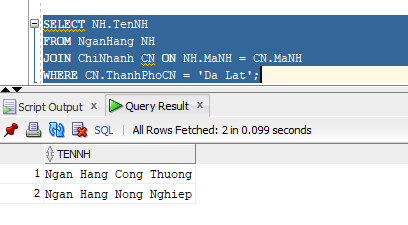 SELECT NH.TenNH
FROM NganHang NH
JOIN ChiNhanh CN ON NH.MaNH = CN.MaNH
WHERE CN.ThanhPhoCN = 'Da Lat';
Script Output x Query Result x
SQL | All Rows Fetched: 2 in 0.099 seconds
TENNH
1 Ngan Hang Cong Thuong
2 Ngan Hang Nong Nghiep